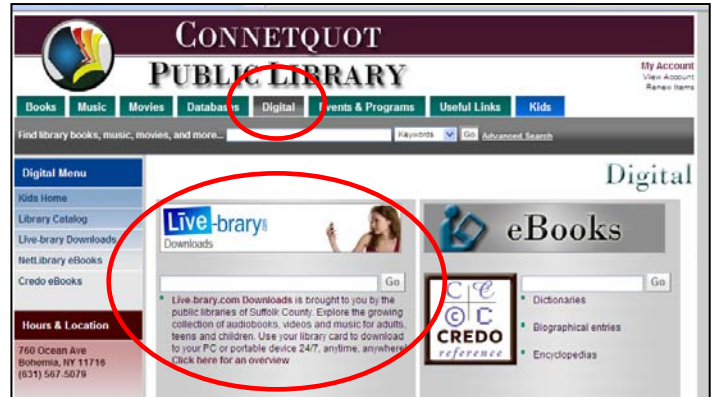 CONNETQUOT
PUBLIC LIBRARY
My Account
View Account
Renew Items
Books Music Movies Databases Digital Events & Programs Useful Links Kids
Find library books, music, movies, and more... Keywords Go Advanced Search
Digital Menu
Kids Home
Library Catalog
Live-brary Downloads
NetLibrary eBooks
Credo eBooks
Hours & Location
760 Ocean Ave
Bohemia, NY 11716
(631) 567-5079
Digital
Līve-brary
Downloads
Go
Live-brary.com Downloads is brought to you by the
public libraries of Suffolk County. Explore the growing
collection of audiobooks, videos and music for adults,
teens and children. Use your library card to download
to your PC or portable device 24/7, anytime, anywhere!
Click here for an overview
eBooks
Go
C C
© C
CREDO
reference
Dictionaries
Biographical entries
Encyclopedias